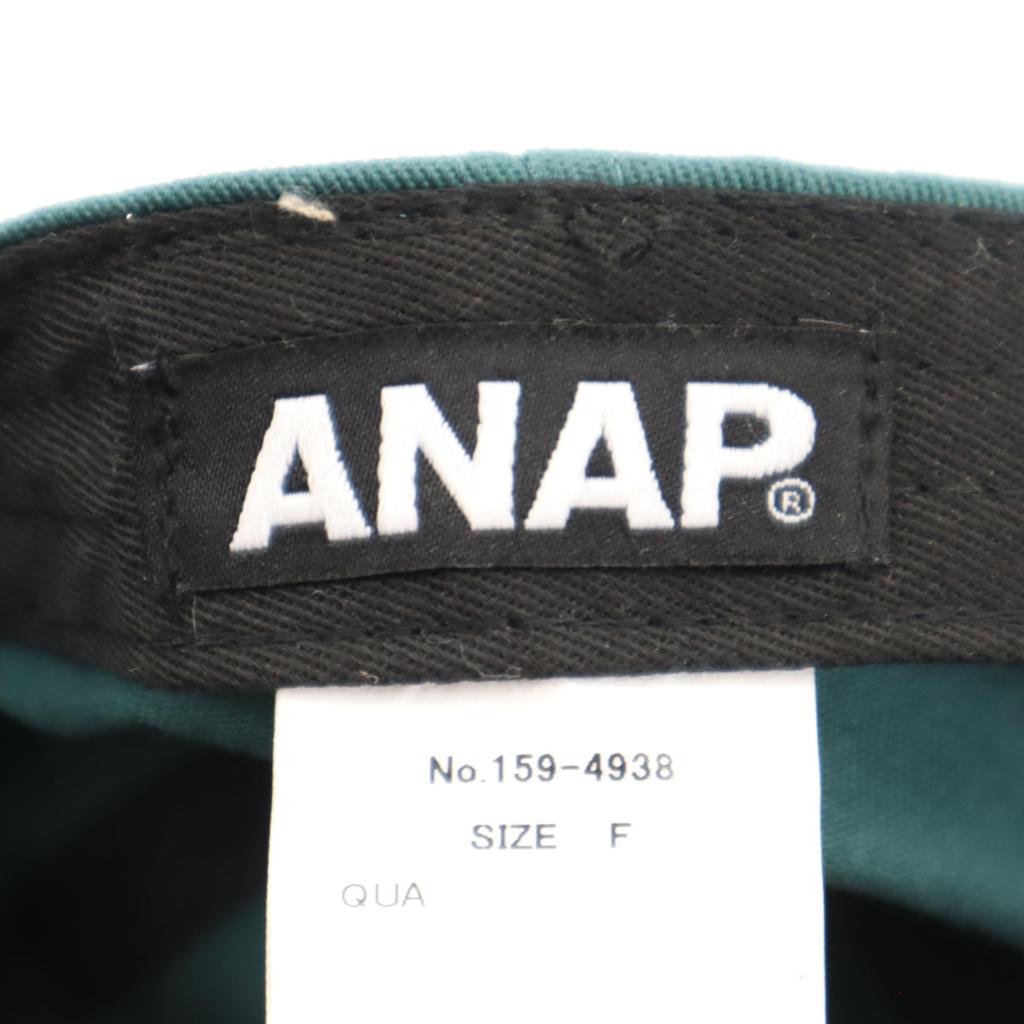 ANAP®
No.159-4938
SIZE F
QUA